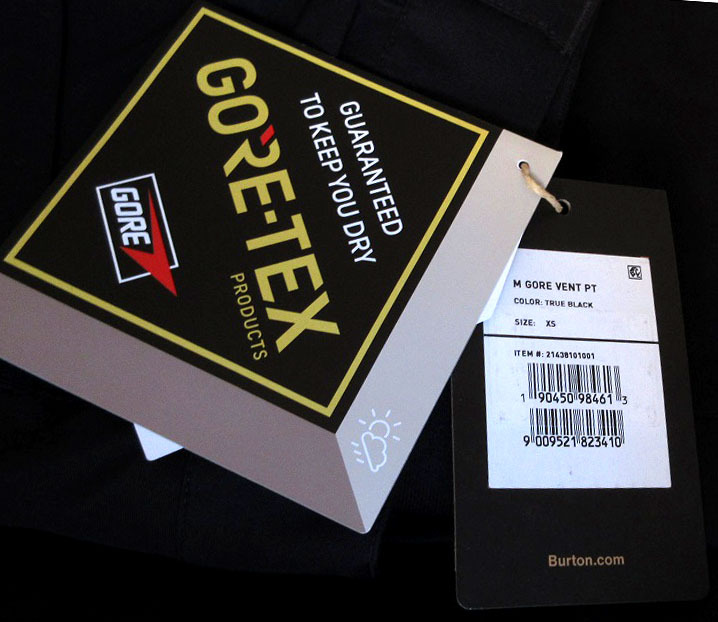 GUARANTEED
TO KEEP YOU DRY
GORE-TEX
PRODUCTS
GORE
M GORE VENT PT
COLOR: TRUE BLACK
SIZE: XS
ITEM #: 21438101001
1 90450 98461 3
9 009521 823410
Burton.com